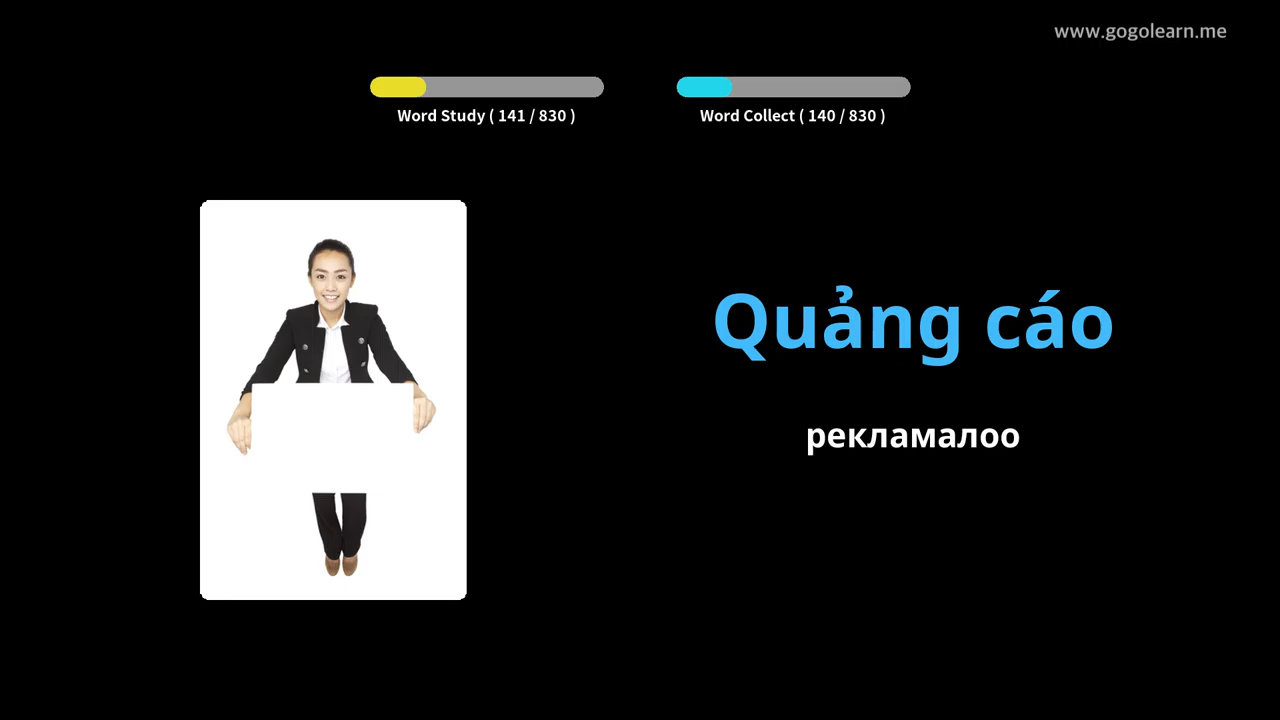 www.gogolearn.me
Word Study ( 141 / 830 )
Word Collect ( 140 / 830 )
Quảng cáo
рекламалоо